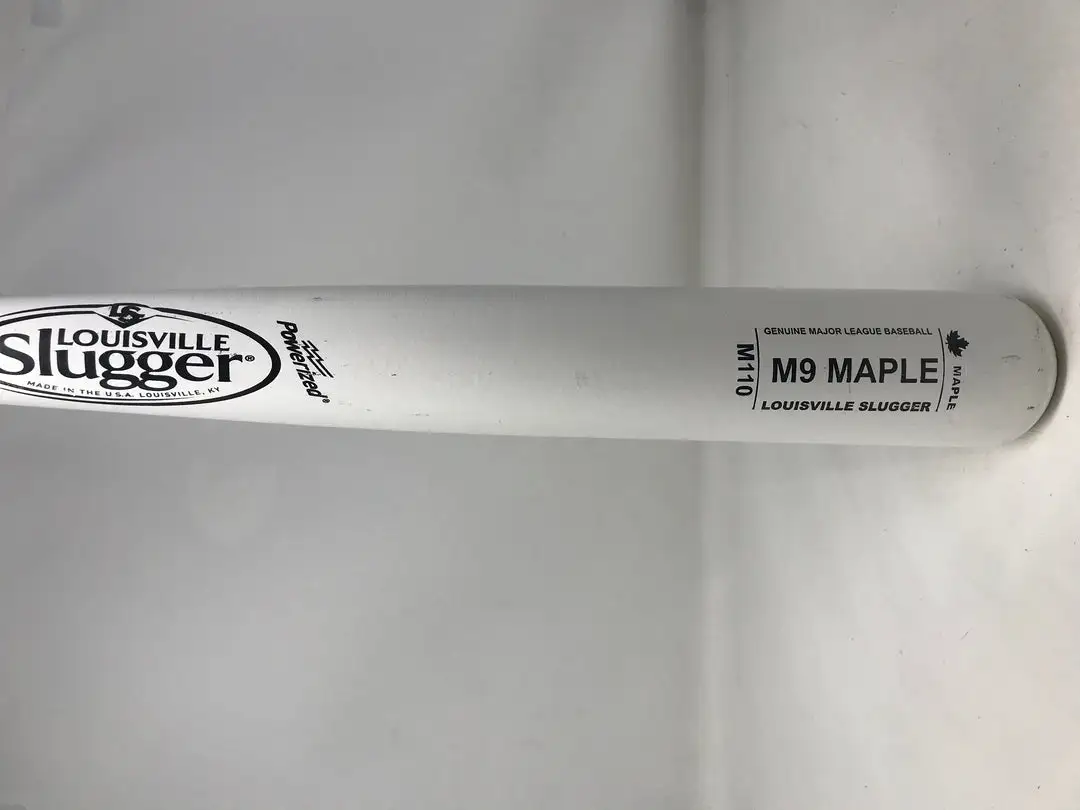 LS
LOUISVILLE
Slugger®
MADE IN THE U.S.A. LOUISVILLE, KY
Powerized®
M110
GENUINE MAJOR LEAGUE BASEBALL
M9 MAPLE
LOUISVILLE SLUGGER
MAPLE